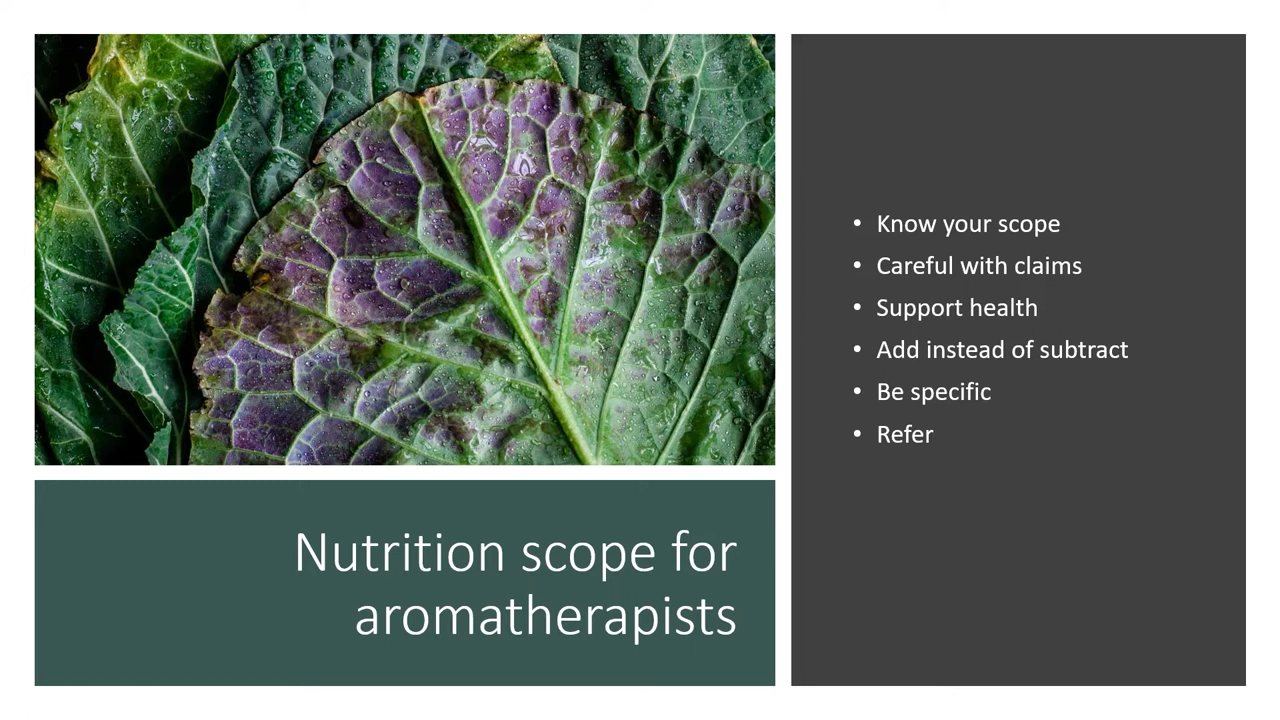 Nutrition scope for
aromatherapists
• Know your scope
• Careful with claims
• Support health
• Add instead of subtract
• Be specific
• Refer